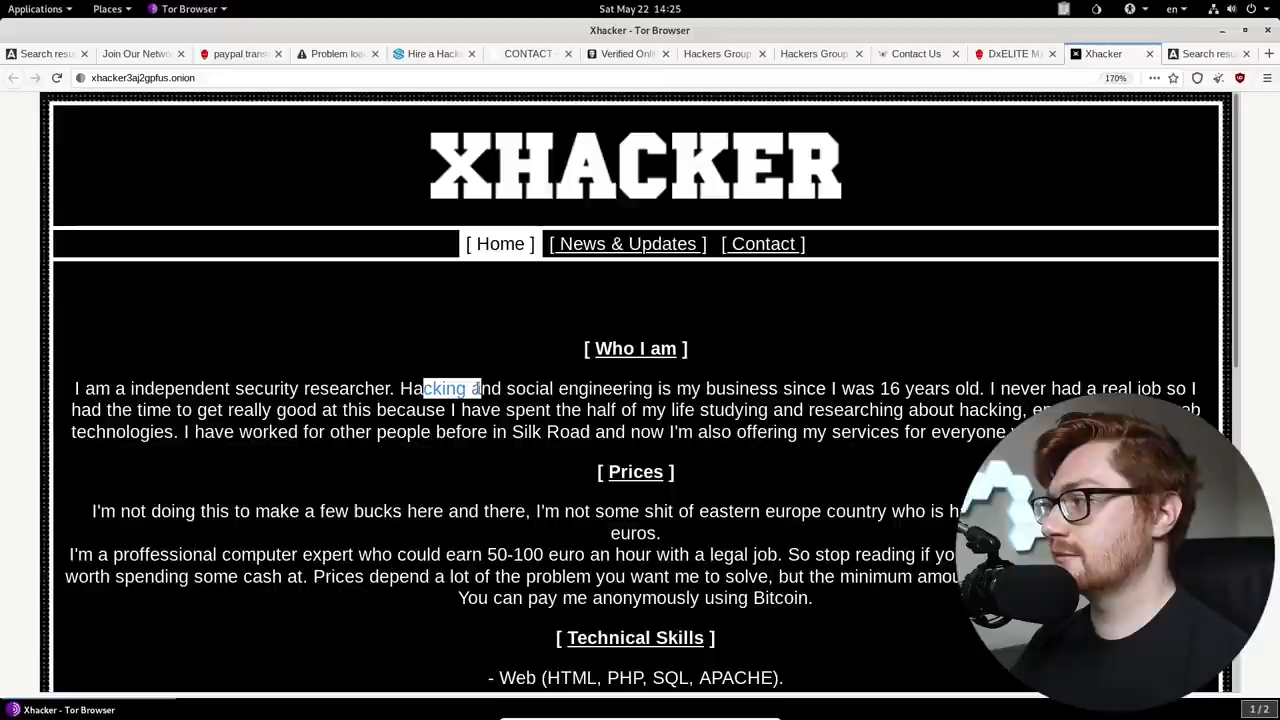 Applications Places Tor Browser Sat May 22 14:25 en
Xhacker - Tor Browser
Search resu Join Our Netwo paypal trans Problem loa Hire a Hack CONTACT - Verified Onli Hackers Group Hackers Group Contact Us DxELITE MA Xhacker Search resu
xhacker3aj2gpfus.onion 170%
XHACKER
[ Home ] [ News & Updates ] [ Contact ]
[ Who I am ]
I am a independent security researcher. Hacking and social engineering is my business since I was 16 years old. I never had a real job so I
had the time to get really good at this because I have spent the half of my life studying and researching about hacking,
technologies. I have worked for other people before in Silk Road and now I'm also offering my services for everyone
[ Prices ]
I'm not doing this to make a few bucks here and there, I'm not some shit of eastern europe country who is
euros.
I'm a proffessional computer expert who could earn 50-100 euro an hour with a legal job. So stop reading if
worth spending some cash at. Prices depend a lot of the problem you want me to solve, but the minimum
You can pay me anonymously using Bitcoin.
[ Technical Skills ]
- Web (HTML, PHP, SQL, APACHE).
Xhacker - Tor Browser 1 / 2